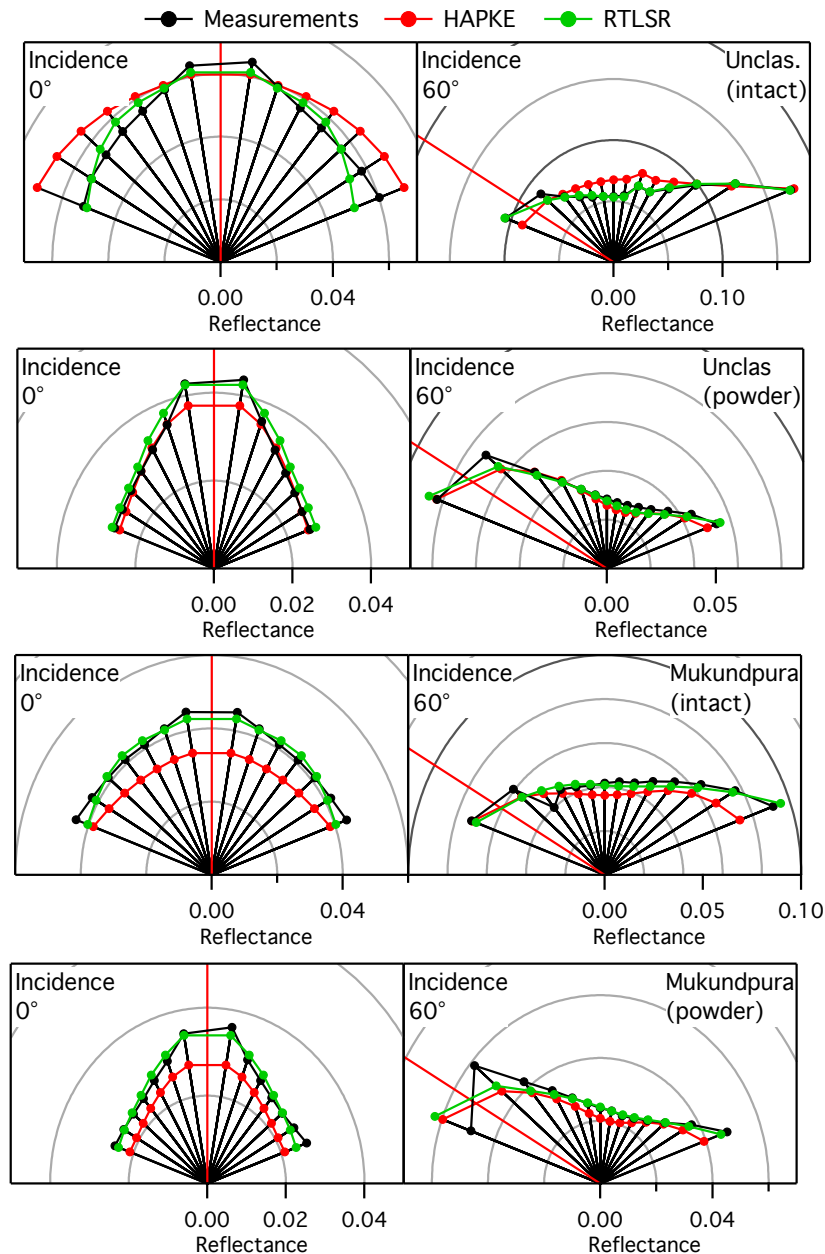 Measurements HAPKE RTLSR
Incidence
0°
Incidence
60°
Unclas.
(intact)
0.00 0.04
Reflectance
0.00 0.10
Reflectance
Incidence
0°
Incidence
60°
Unclas
(powder)
0.00 0.02 0.04
Reflectance
0.00 0.05
Reflectance
Incidence
0°
Incidence
60°
Mukundpura
(intact)
0.00 0.04
Reflectance
0.00 0.05 0.10
Reflectance
Incidence
0°
Incidence
60°
Mukundpura
(powder)
0.00 0.02 0.04
Reflectance
0.00 0.04
Reflectance